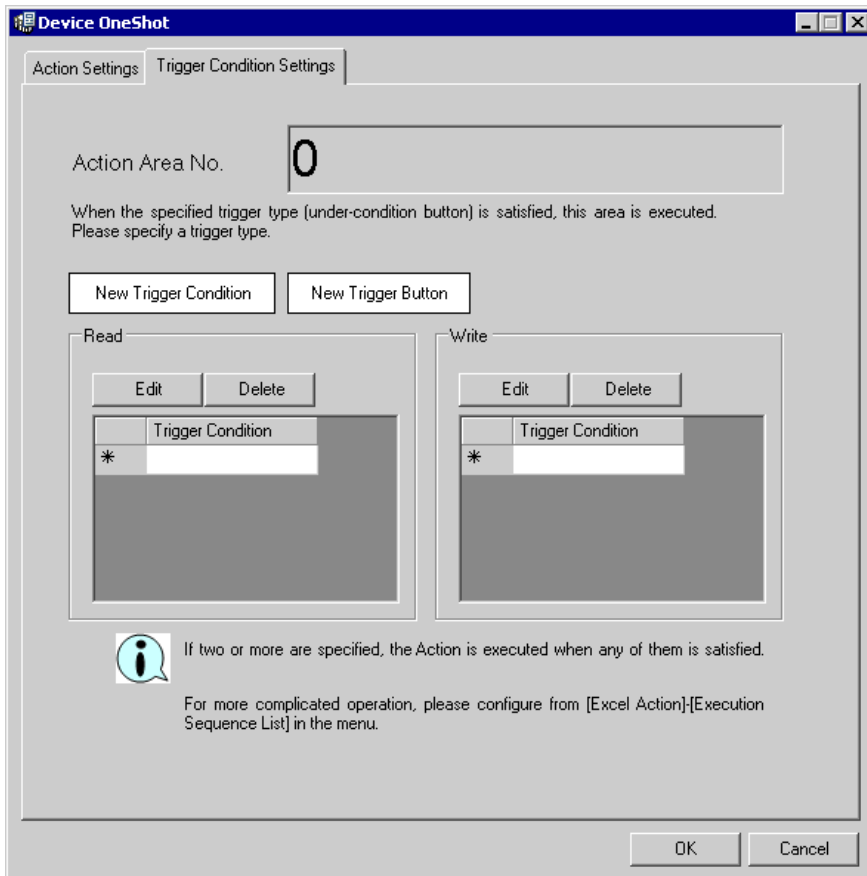 Device OneShot
Action Settings
Trigger Condition Settings
Action Area No.
0
When the specified trigger type (under-condition button) is satisfied, this area is executed.
Please specify a trigger type.
New Trigger Condition
New Trigger Button
Read
Write
Edit
Delete
Edit
Delete
Trigger Condition
Trigger Condition
*
*
If two or more are specified, the Action is executed when any of them is satisfied.
For more complicated operation, please configure from [Excel Action]-[Execution
Sequence List] in the menu.
OK
Cancel